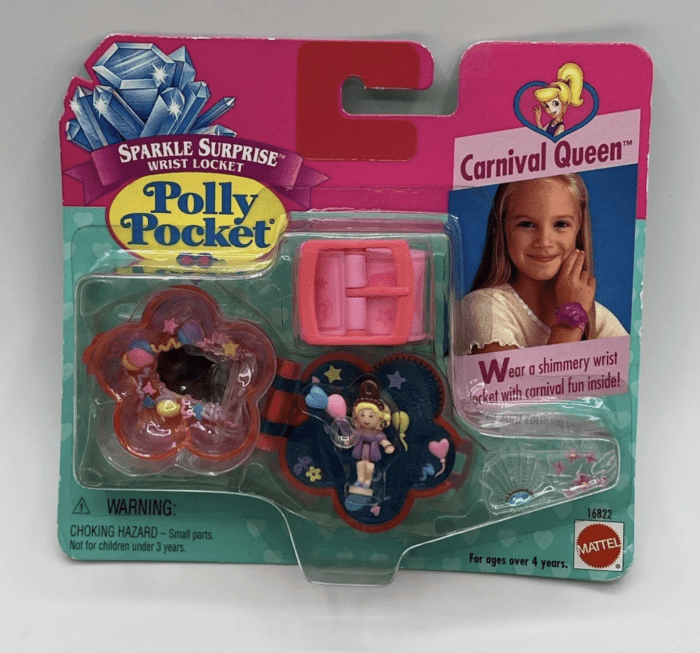 SPARKLE SURPRISE™
WRIST LOCKET
Polly
Pocket®
Carnival Queen™
Wear a shimmery wrist
locket with carnival fun inside!
⚠ WARNING:
CHOKING HAZARD – Small parts.
Not for children under 3 years.
16822
MATTEL
®
For ages over 4 years.